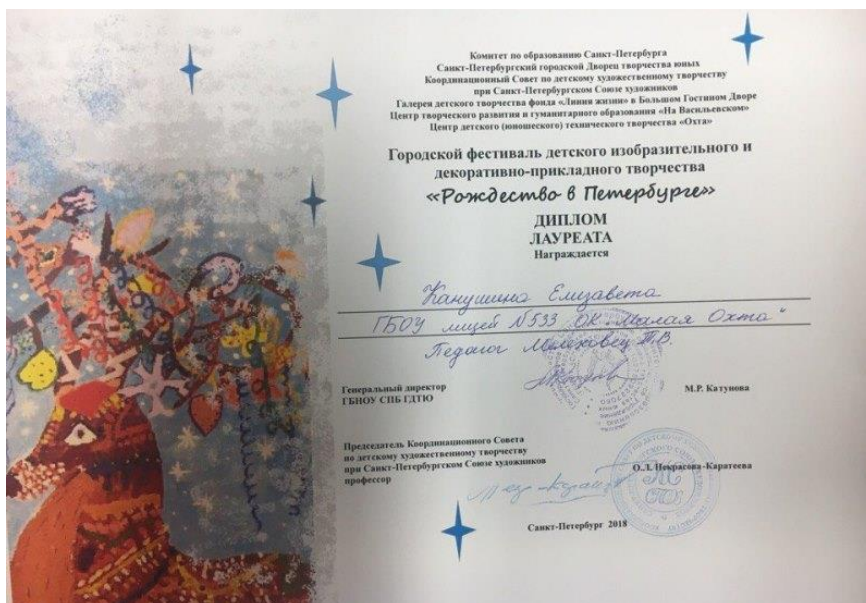 Комитет по образованию Санкт-Петербурга
Санкт-Петербургский городской Дворец творчества юных
Координационный Совет по детскому художественному творчеству
при Санкт-Петербургском Союзе художников
Галерея детского творчества фонда «Линия жизни» в Большом Гостином Дворе
Центр творческого развития и гуманитарного образования «На Васильевском»
Центр детского (юношеского) технического творчества «Охта»
Городской фестиваль детского изобразительного и
декоративно-прикладного творчества
«Рождество в Петербурге»
ДИПЛОМ
ЛАУРЕАТА
Награждается
Канушина Елизавета
ГБОУ лицей №533 ОК "Малая Охта"
Педагог Т.В.
Генеральный директор
ГБНОУ СПБ ГДТЮ
М.Р. Катунова
Председатель Координационного Совета
по детскому художественному творчеству
при Санкт-Петербургском Союзе художников
профессор
О.Л. Некрасова-Каратеева
Санкт-Петербург 2018